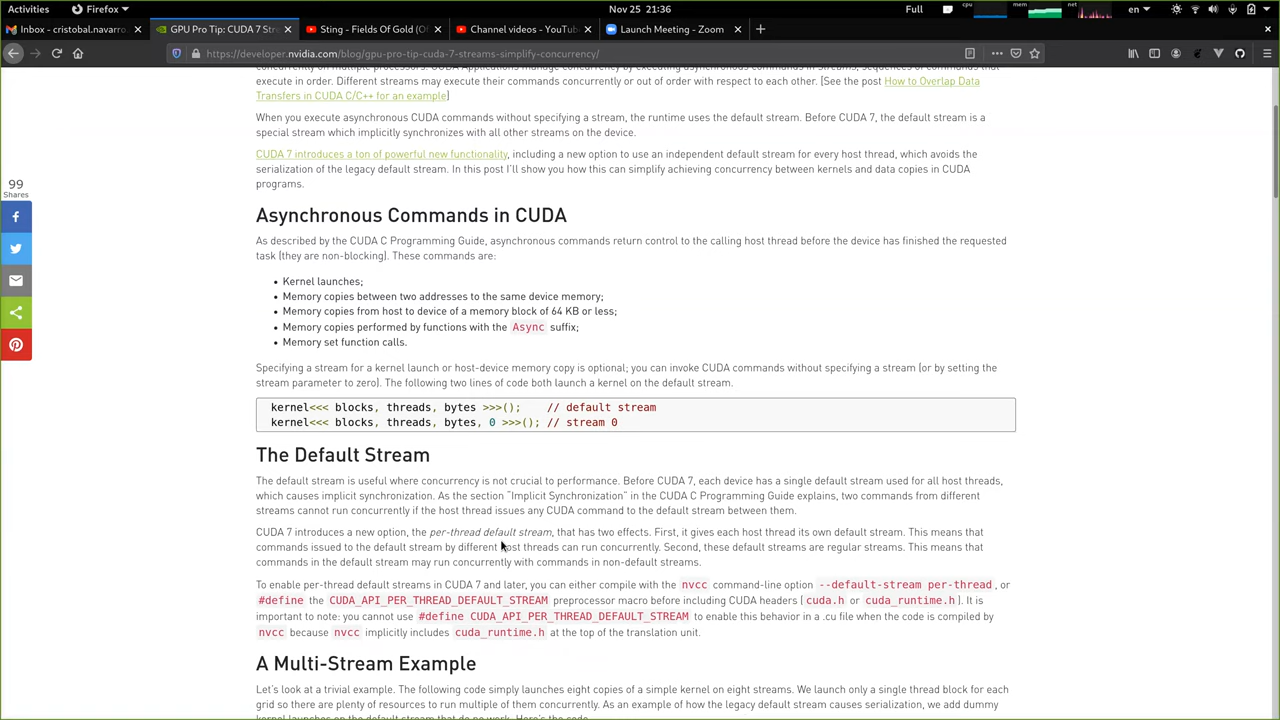 Activities
Firefox
Nov 25 21:36
Full
cpu
mem
net
en
Inbox - cristobal.navarro.
GPU Pro Tip: CUDA 7 Str
Sting - Fields Of Gold (Of
Channel videos - YouTub
Launch Meeting - Zoom
https://developer.nvidia.com/blog/gpu-pro-tip-cuda-7-streams-simplify-concurrency/
execute in order. Different streams may execute their commands concurrently or out of order with respect to each other. [See the post How to Overlap Data
Transfers in CUDA C/C++ for an example]
When you execute asynchronous CUDA commands without specifying a stream, the runtime uses the default stream. Before CUDA 7, the default stream is a
special stream which implicitly synchronizes with all other streams on the device.
CUDA 7 introduces a ton of powerful new functionality, including a new option to use an independent default stream for every host thread, which avoids the
serialization of the legacy default stream. In this post I'll show you how this can simplify achieving concurrency between kernels and data copies in CUDA
programs.
99
Shares
Asynchronous Commands in CUDA
As described by the CUDA C Programming Guide, asynchronous commands return control to the calling host thread before the device has finished the requested
task (they are non-blocking). These commands are:
• Kernel launches;
• Memory copies between two addresses to the same device memory;
• Memory copies from host to device of a memory block of 64 KB or less;
• Memory copies performed by functions with the Async suffix;
• Memory set function calls.
Specifying a stream for a kernel launch or host-device memory copy is optional; you can invoke CUDA commands without specifying a stream (or by setting the
stream parameter to zero). The following two lines of code both launch a kernel on the default stream.
kernel<<< blocks, threads, bytes >>>();    // default stream
kernel<<< blocks, threads, bytes, 0 >>>(); // stream 0
The Default Stream
The default stream is useful where concurrency is not crucial to performance. Before CUDA 7, each device has a single default stream used for all host threads,
which causes implicit synchronization. As the section "Implicit Synchronization" in the CUDA C Programming Guide explains, two commands from different
streams cannot run concurrently if the host thread issues any CUDA command to the default stream between them.
CUDA 7 introduces a new option, the per-thread default stream, that has two effects. First, it gives each host thread its own default stream. This means that
commands issued to the default stream by different host threads can run concurrently. Second, these default streams are regular streams. This means that
commands in the default stream may run concurrently with commands in non-default streams.
To enable per-thread default streams in CUDA 7 and later, you can either compile with the nvcc command-line option --default-stream per-thread, or
#define the CUDA_API_PER_THREAD_DEFAULT_STREAM preprocessor macro before including CUDA headers ( cuda.h or cuda_runtime.h ). It is
important to note: you cannot use #define CUDA_API_PER_THREAD_DEFAULT_STREAM to enable this behavior in a .cu file when the code is compiled by
nvcc because nvcc implicitly includes cuda_runtime.h at the top of the translation unit.
A Multi-Stream Example
Let's look at a trivial example. The following code simply launches eight copies of a simple kernel on eight streams. We launch only a single thread block for each
grid so there are plenty of resources to run multiple of them concurrently. As an example of how the legacy default stream causes serialization, we add dummy